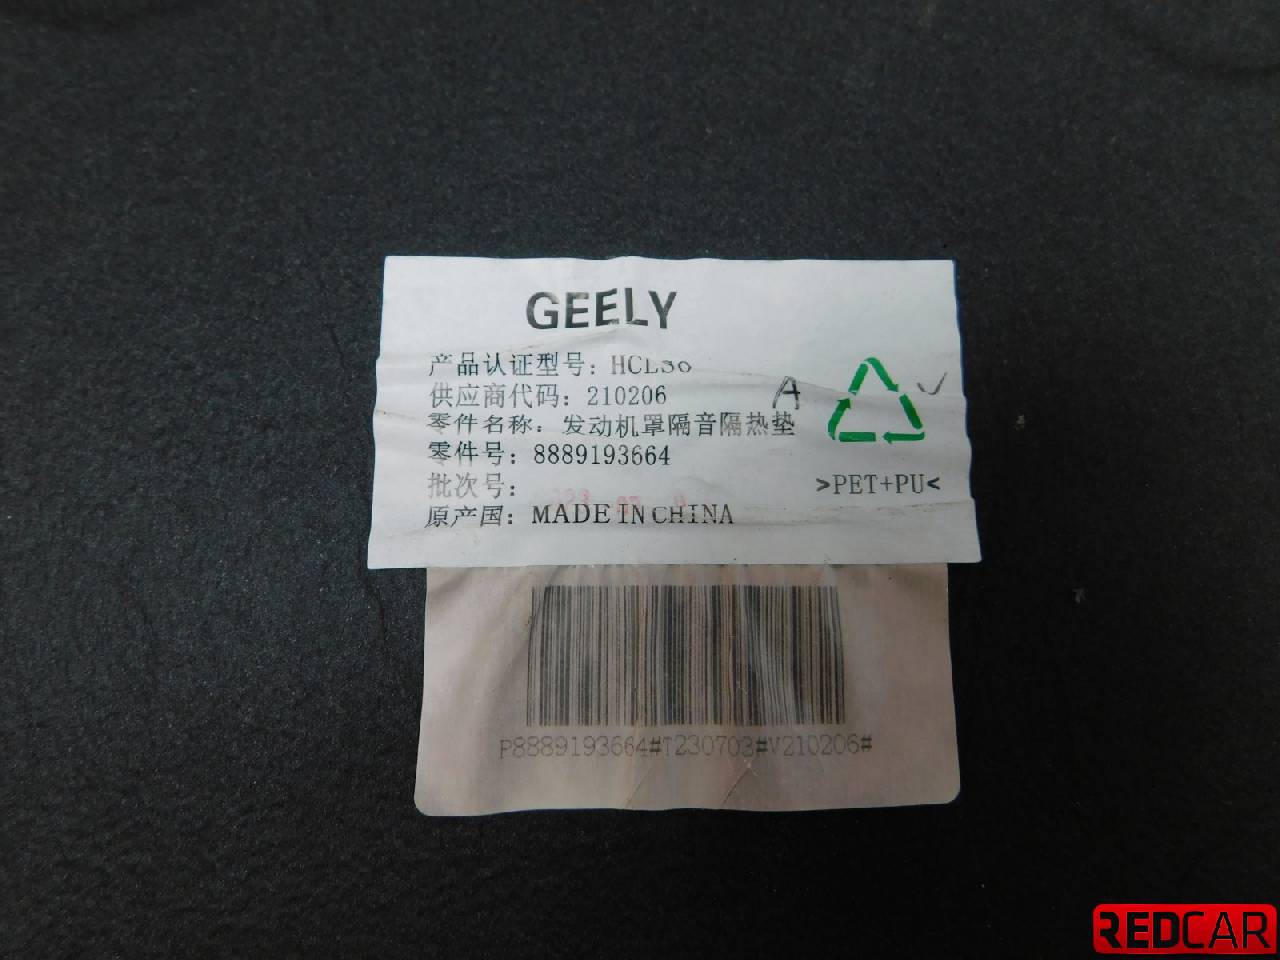 GEELY
产品认证型号: HCLS6
供应商代码: 210206
A
零件名称: 发动机罩隔音隔热垫
零件号: 8889193664
>PET+PU<
批次号:
原产国: MADE IN CHINA
P8889193664#T230703#V210206#
REDCAR